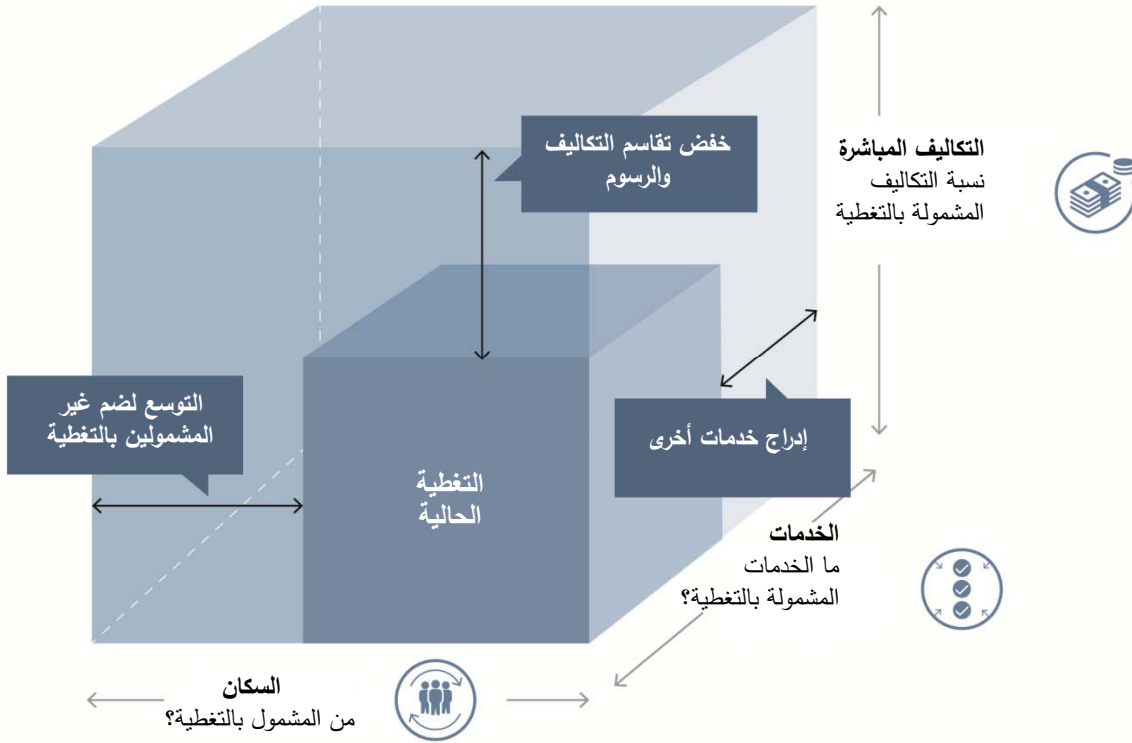 خفض تقاسم التكاليف
والرسوم
التكاليف المباشرة
نسبة التكاليف
المشمولة بالتغطية
التوسع لضم غير
المشمولين بالتغطية
إدراج خدمات أخرى
التغطية
الحالية
الخدمات
ما الخدمات
المشمولة بالتغطية؟
السكان
من المشمول بالتغطية؟